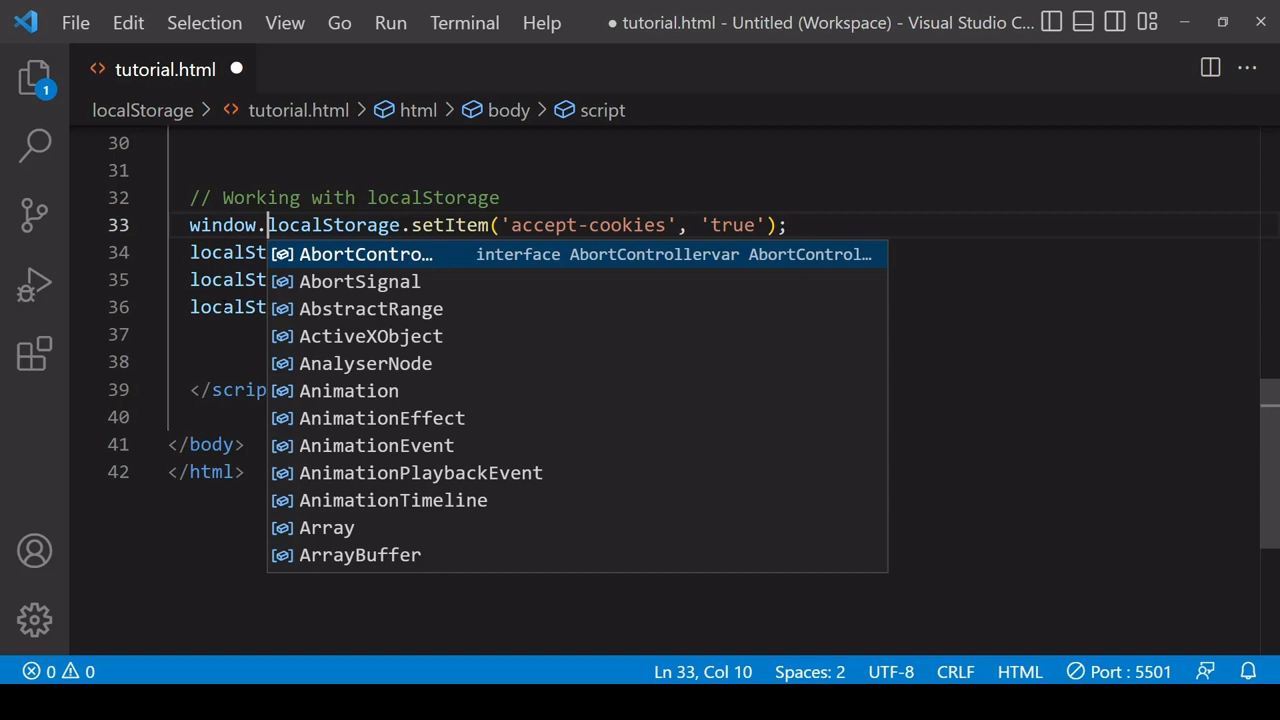 File Edit Selection View Go Run Terminal Help ● tutorial.html - Untitled (Workspace) - Visual Studio C...
tutorial.html
1
localStorage > tutorial.html > html > body > script
30
31
32 // Working with localStorage
33 window.localStorage.setItem('accept-cookies', 'true');
34 localSt
AbortContro... interface AbortControllervar AbortControl...
35 localSt
AbortSignal
36 localSt
AbstractRange
37
ActiveXObject
38
AnalyserNode
39 </scrip
Animation
40
AnimationEffect
41 </body>
AnimationEvent
42 </html>
AnimationPlaybackEvent
AnimationTimeline
Array
ArrayBuffer
0 0 Ln 33, Col 10 Spaces: 2 UTF-8 CRLF HTML Port : 5501